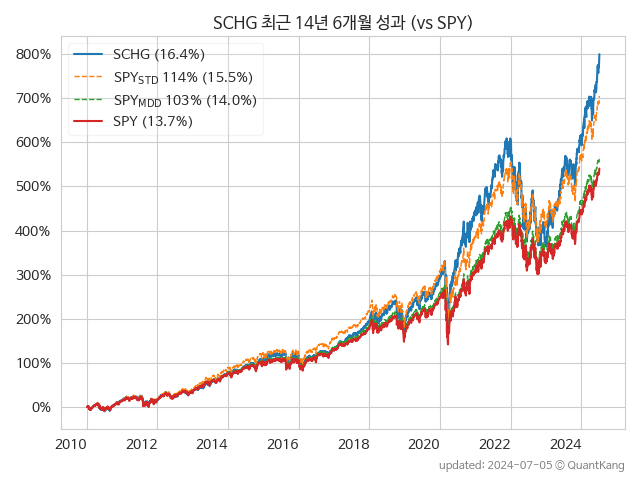 SCHG 최근 14년 6개월 성과 (vs SPY)
SCHG (16.4%)
SPY_STD 114% (15.5%)
SPY_MDD 103% (14.0%)
SPY (13.7%)
800%
700%
600%
500%
400%
300%
200%
100%
0%
2010 2012 2014 2016 2018 2020 2022 2024
updated: 2024-07-05 © QuantKang